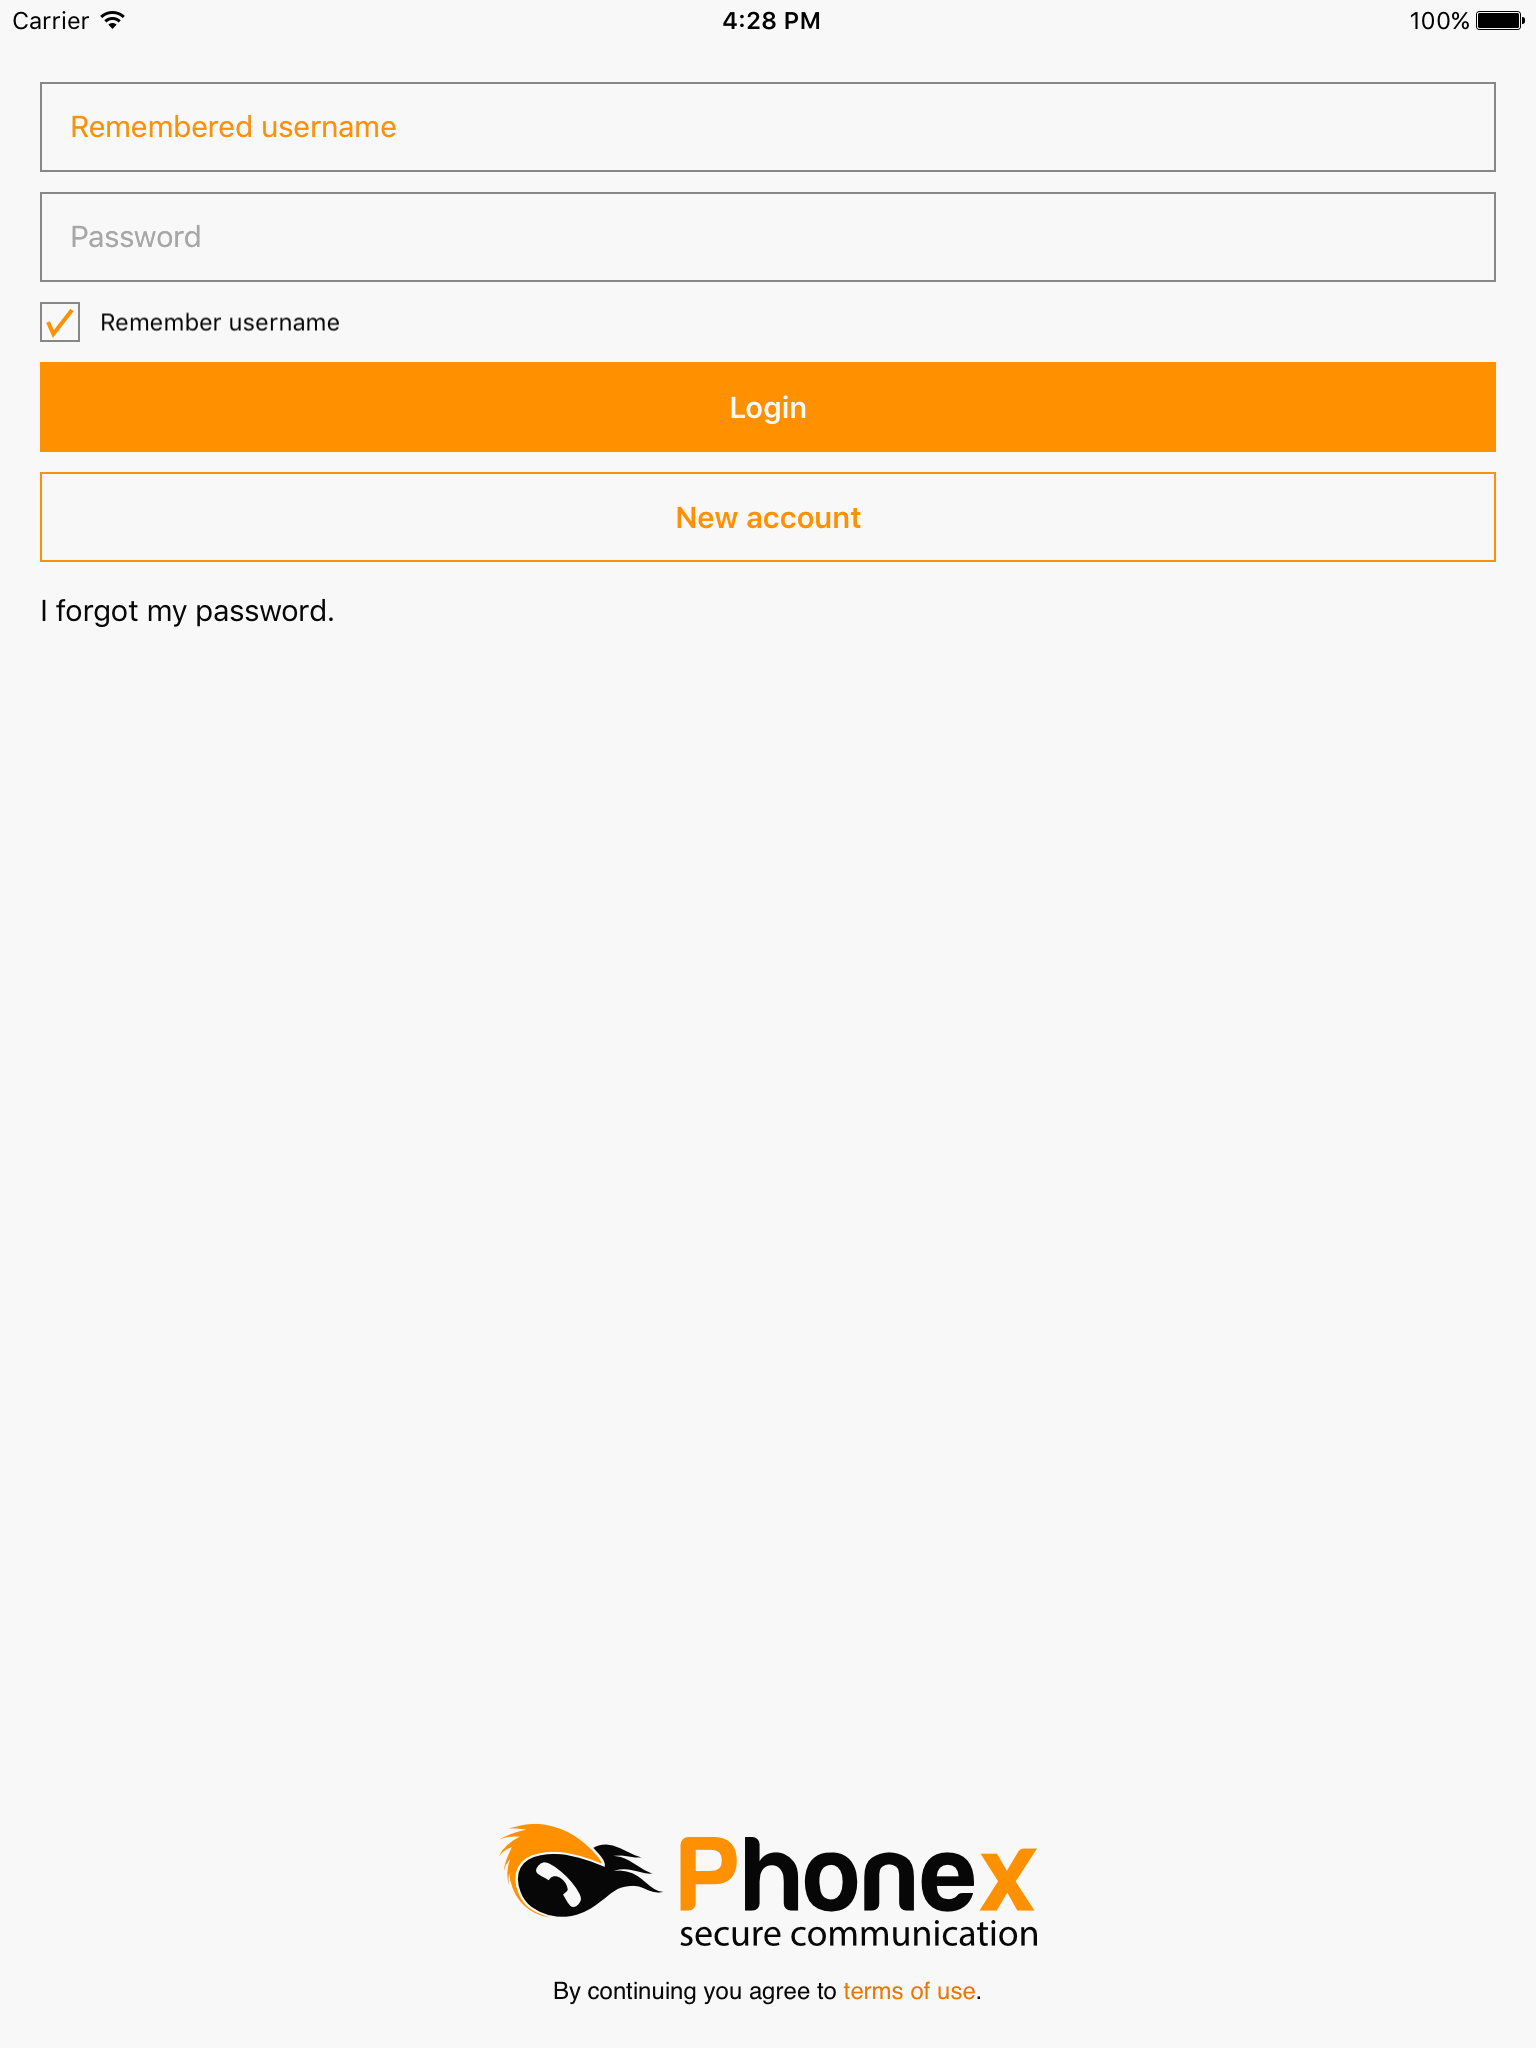 Carrier 4:28 PM 100%
Remembered username
Password
Remember username
Login
New account
I forgot my password.
Phonex
secure communication
By continuing you agree to terms of use.